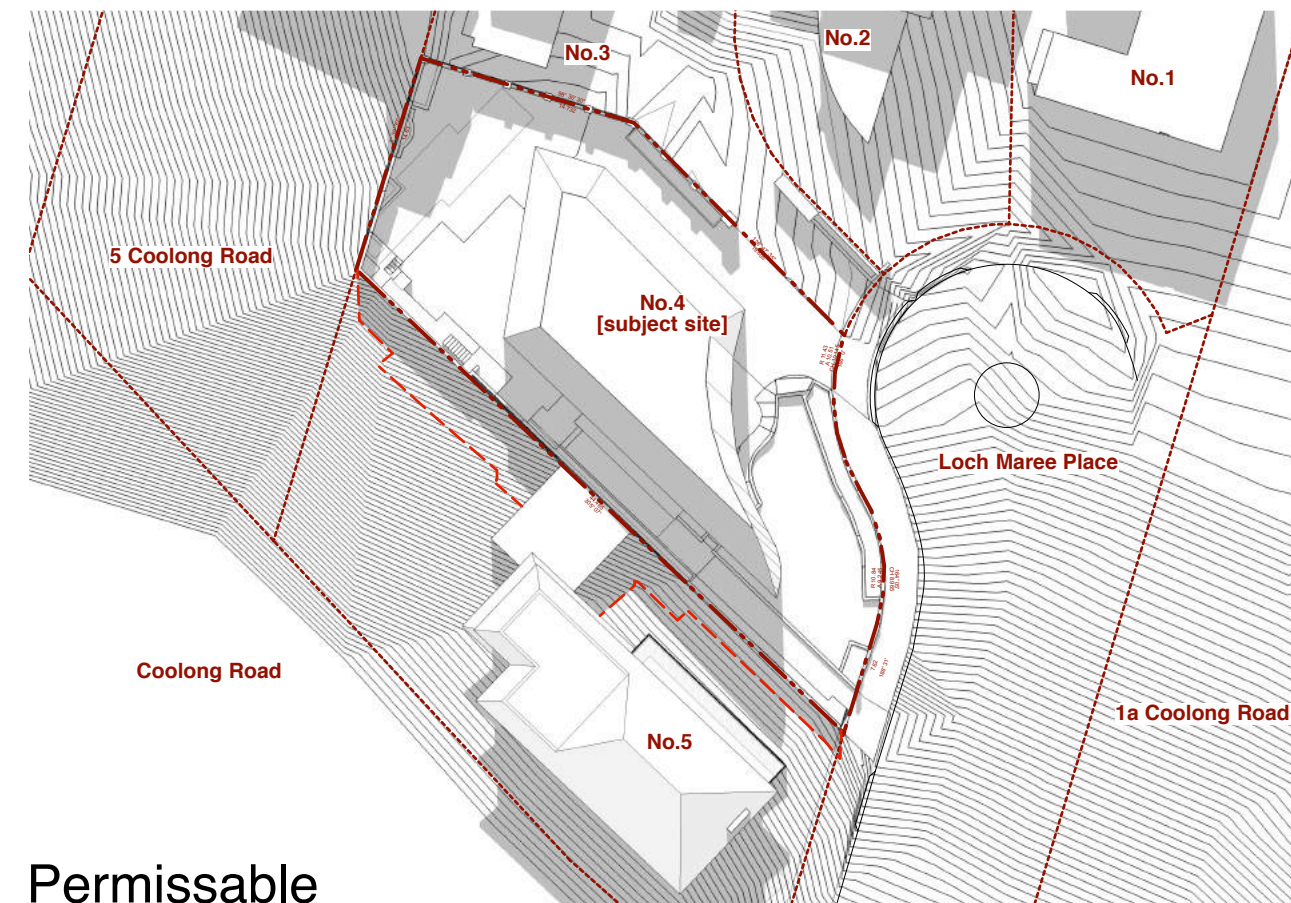 No.3
No.2
No.1
5 Coolong Road
No.4
[subject site]
Loch Maree Place
Coolong Road
1a Coolong Road
No.5
Permissable